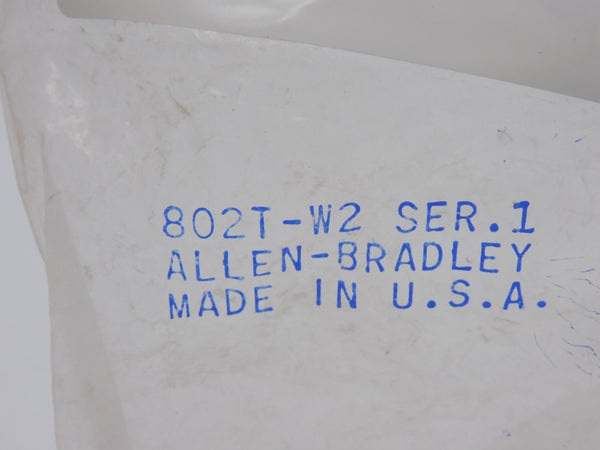 802T-W2 SER.1
ALLEN-BRADLEY
MADE IN U.S.A.